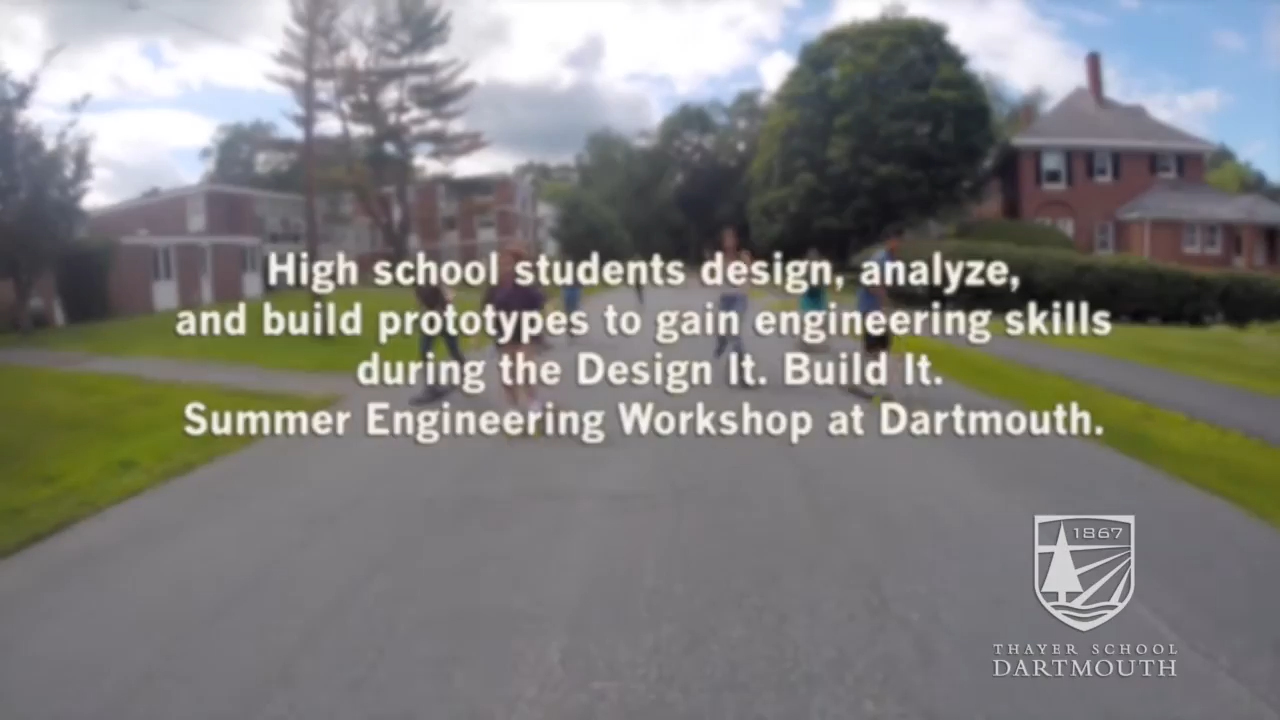 High school students design, analyze,
and build prototypes to gain engineering skills
during the Design It. Build It.
Summer Engineering Workshop at Dartmouth.
1867
THAYER SCHOOL
DARTMOUTH